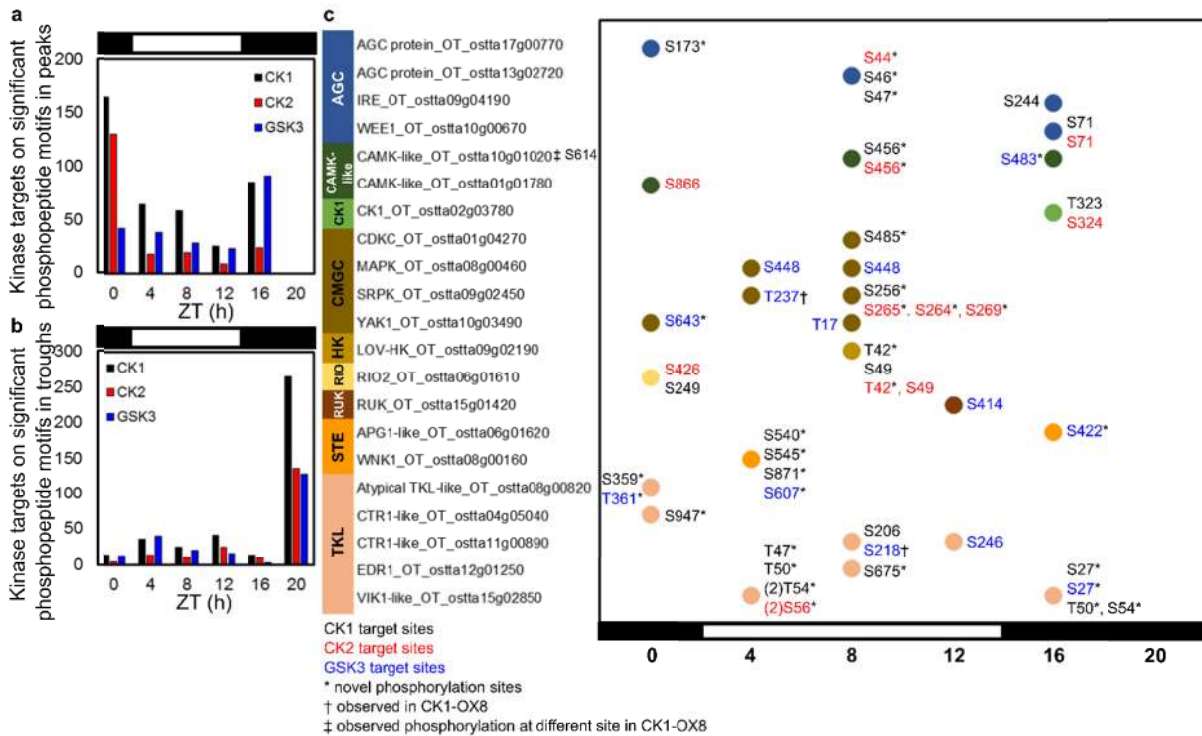 a
Kinase targets on significant
phosphopeptide motifs in peaks
200
150
100
50
0
CK1
CK2
GSK3
0 4 8 12 16 20
ZT (h)
b
Kinase targets on significant
phosphopeptide motifs in troughs
300
250
200
150
100
50
0
CK1
CK2
GSK3
0 4 8 12 16 20
ZT (h)
c
AGC
CAMK-
like
CK1
CMGC
HK
RIO
RUK
STE
TKL
AGC protein_OT_ostta17g00770
AGC protein_OT_ostta13g02720
IRE_OT_ostta09g04190
WEE1_OT_ostta10g00670
CAMK-like_OT_ostta10g01020‡ S614
CAMK-like_OT_ostta01g01780
CK1_OT_ostta02g03780
CDKC_OT_ostta01g04270
MAPK_OT_ostta08g00460
SRPK_OT_ostta09g02450
YAK1_OT_ostta10g03490
LOV-HK_OT_ostta09g02190
RIO2_OT_ostta06g01610
RUK_OT_ostta15g01420
APG1-like_OT_ostta06g01620
WNK1_OT_ostta08g00160
Atypical TKL-like_OT_ostta08g00820
CTR1-like_OT_ostta04g05040
CTR1-like_OT_ostta11g00890
EDR1_OT_ostta12g01250
VIK1-like_OT_ostta15g02850
S173*
S44*
S46*
S47*
S244
S71
S71
S456*
S456*
S483*
S866
T323
S324
S485*
S448
S448
T237†
S256*
S265*. S264*, S269*
S643*
T17
T42*
S49
T42*, S49
S426
S249
S414
S422*
S540*
S545*
S871*
S607*
S359*
T361*
S947*
S206
S218†
S246
S675*
T47*
T50*
(2)T54*
(2)S56*
S27*
S27*
T50*, S54*
0 4 8 12 16 20
CK1 target sites
CK2 target sites
GSK3 target sites
* novel phosphorylation sites
† observed in CK1-OX8
‡ observed phosphorylation at different site in CK1-OX8